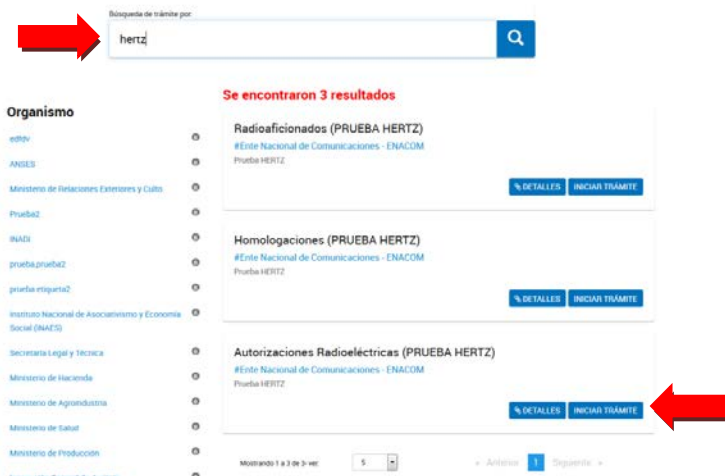 Búsqueda de trámite por:
hertz
Se encontraron 3 resultados
Organismo
edfdv
ANSES
Ministerio de Relaciones Exteriores y Culto
Prueba2
INADI
prueba,prueba2
prueba etiqueta2
Instituto Nacional de Asociativismo y Economía
Social (INAES)
Secretaria Legal y Técnica
Ministerio de Hacienda
Ministerio de Agroindustria
Ministerio de Salud
Ministerio de Producción
Radioaficionados (PRUEBA HERTZ)
#Ente Nacional de Comunicaciones - ENACOM
Prueba HERTZ
DETALLES INICIAR TRÁMITE
Homologaciones (PRUEBA HERTZ)
#Ente Nacional de Comunicaciones - ENACOM
Prueba HERTZ
DETALLES INICIAR TRÁMITE
Autorizaciones Radioeléctricas (PRUEBA HERTZ)
#Ente Nacional de Comunicaciones - ENACOM
Prueba HERTZ
DETALLES INICIAR TRÁMITE
Mostrando 1 a 3 de 3- ver: 5 « Anterior 1 Siguiente »